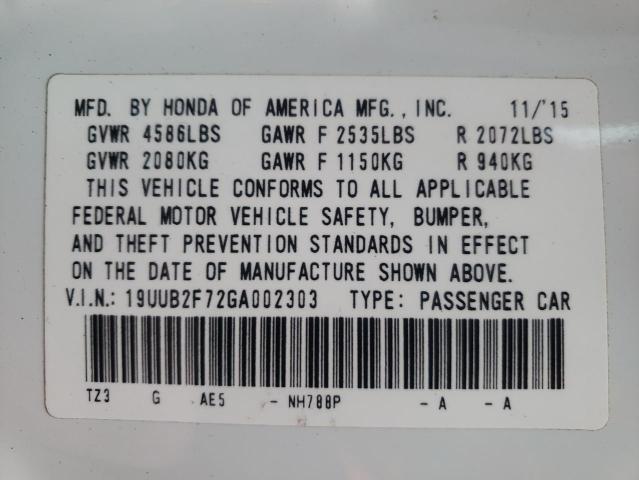 MFD. BY HONDA OF AMERICA MFG., INC. 11/'15
GVWR 4586LBS GAWR F 2535LBS R 2072LBS
GVWR 2080KG GAWR F 1150KG R 940KG
THIS VEHICLE CONFORMS TO ALL APPLICABLE
FEDERAL MOTOR VEHICLE SAFETY, BUMPER,
AND THEFT PREVENTION STANDARDS IN EFFECT
ON THE DATE OF MANUFACTURE SHOWN ABOVE.
V.I.N.: 19UUB2F72GA002303 TYPE: PASSENGER CAR
TZ3 G AE5 - NH788P - A - A